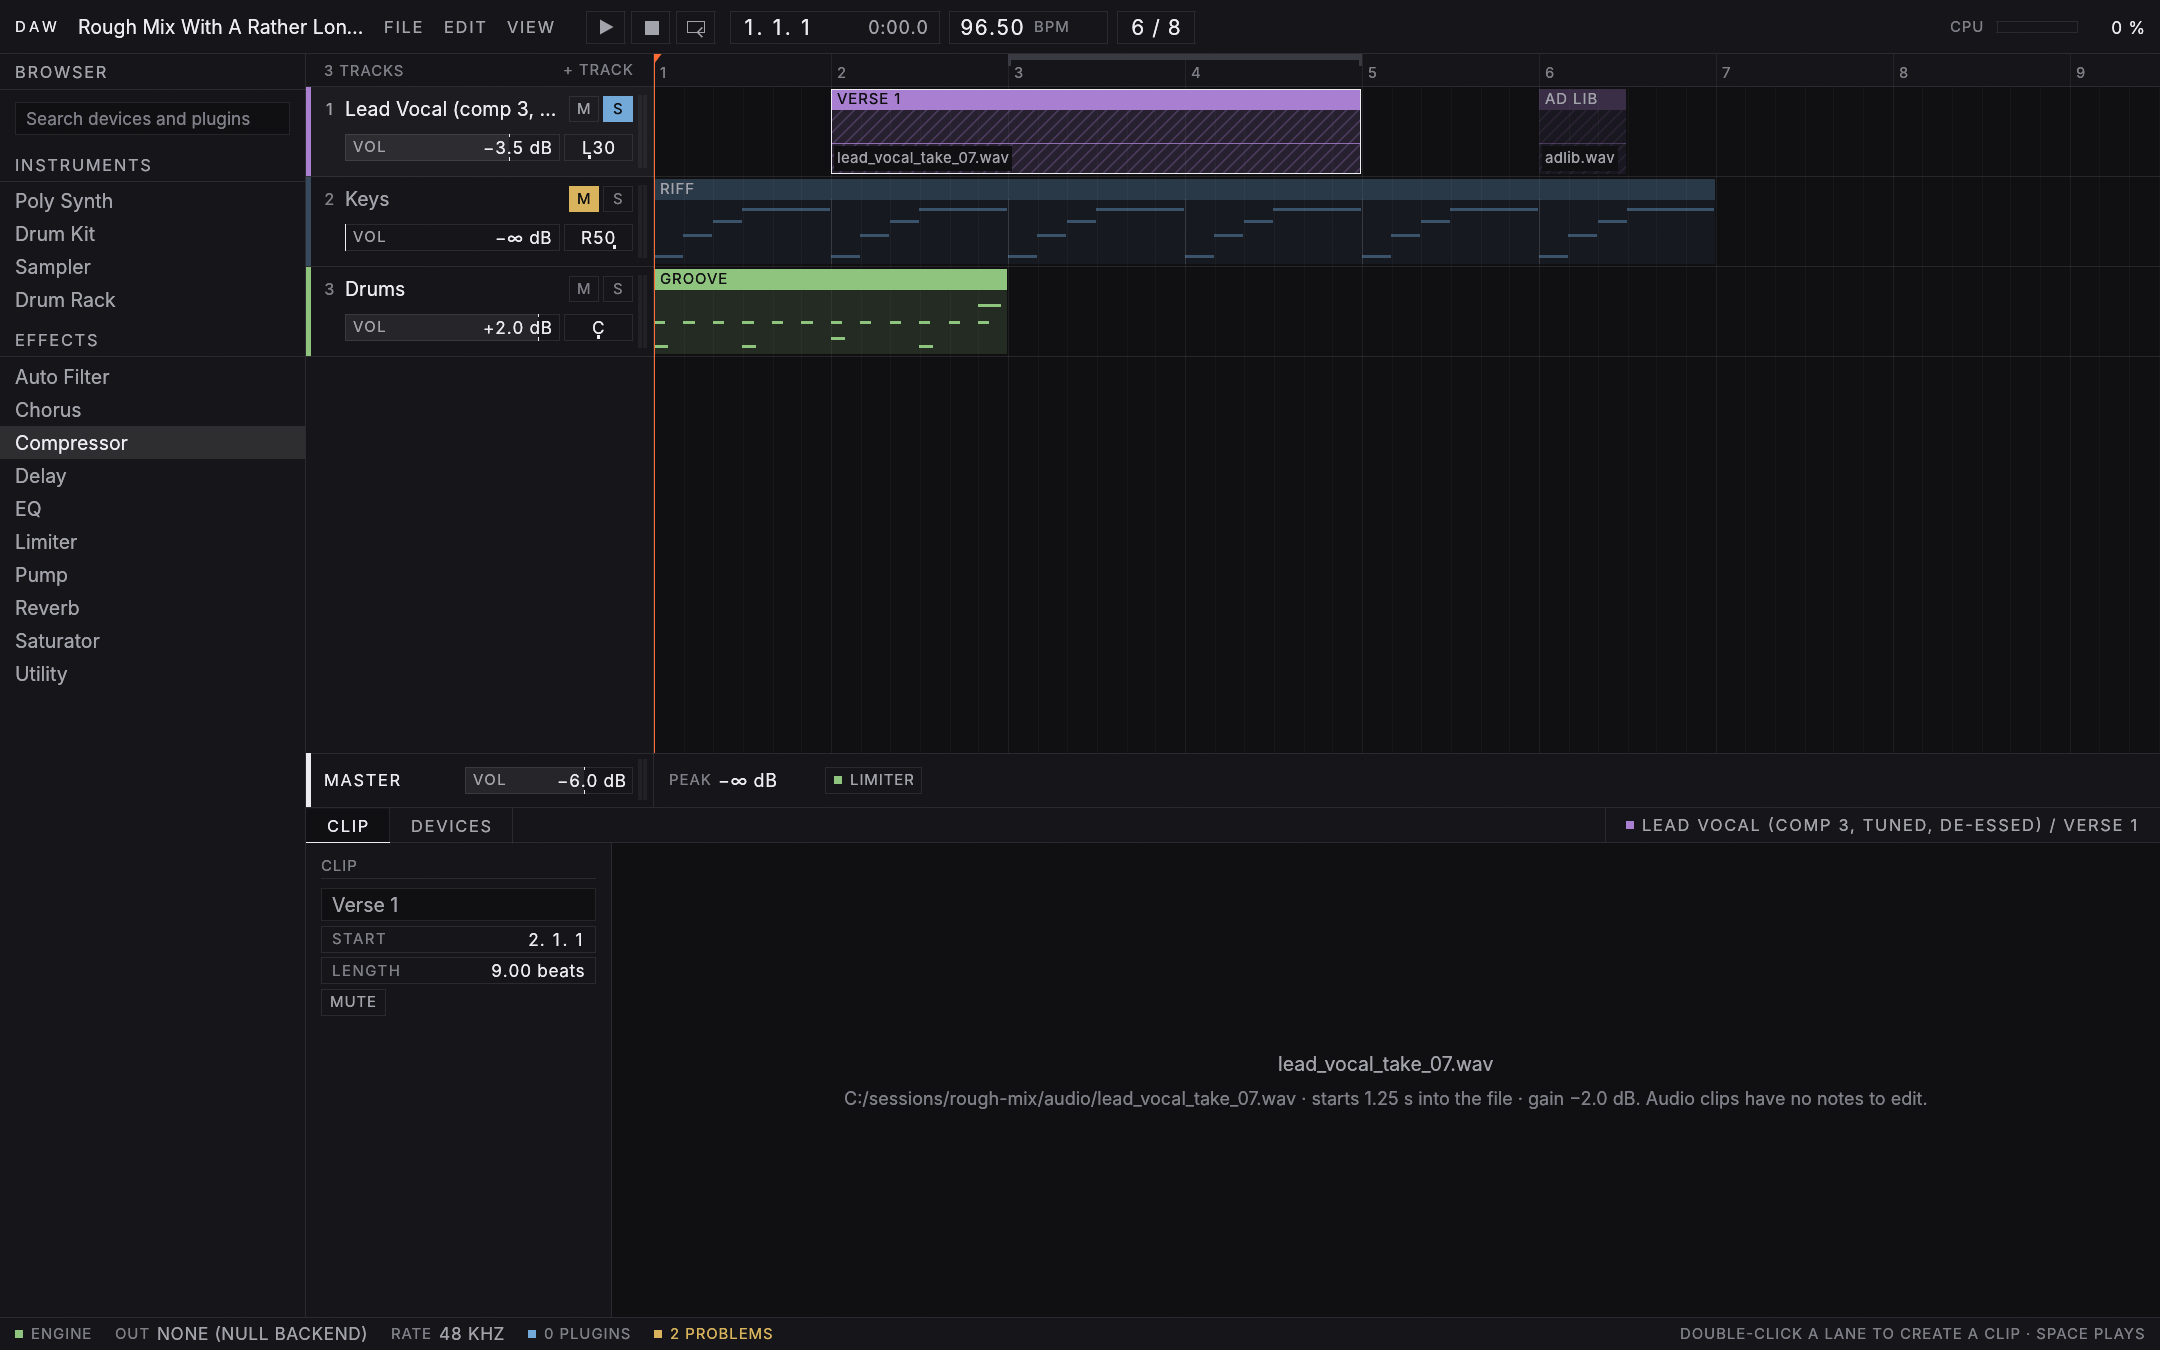 DAW Rough Mix With A Rather Lon... FILE EDIT VIEW 1. 1. 1 0:00.0 96.50 BPM 6 / 8 CPU 0 %
BROWSER
Search devices and plugins
INSTRUMENTS
Poly Synth
Drum Kit
Sampler
Drum Rack
EFFECTS
Auto Filter
Chorus
Compressor
Delay
EQ
Limiter
Pump
Reverb
Saturator
Utility
3 TRACKS + TRACK
1 2 3 4 5 6 7 8 9
1 Lead Vocal (comp 3, ... M S
VOL −3.5 dB L30
VERSE 1
lead_vocal_take_07.wav
AD LIB
adlib.wav
2 Keys M S
VOL −∞ dB R50
RIFF
3 Drums M S
VOL +2.0 dB C
GROOVE
MASTER VOL −6.0 dB PEAK −∞ dB LIMITER
CLIP DEVICES LEAD VOCAL (COMP 3, TUNED, DE-ESSED) / VERSE 1
CLIP
Verse 1
START 2. 1. 1
LENGTH 9.00 beats
MUTE
lead_vocal_take_07.wav
C:/sessions/rough-mix/audio/lead_vocal_take_07.wav · starts 1.25 s into the file · gain −2.0 dB. Audio clips have no notes to edit.
ENGINE OUT NONE (NULL BACKEND) RATE 48 KHZ 0 PLUGINS 2 PROBLEMS DOUBLE-CLICK A LANE TO CREATE A CLIP · SPACE PLAYS